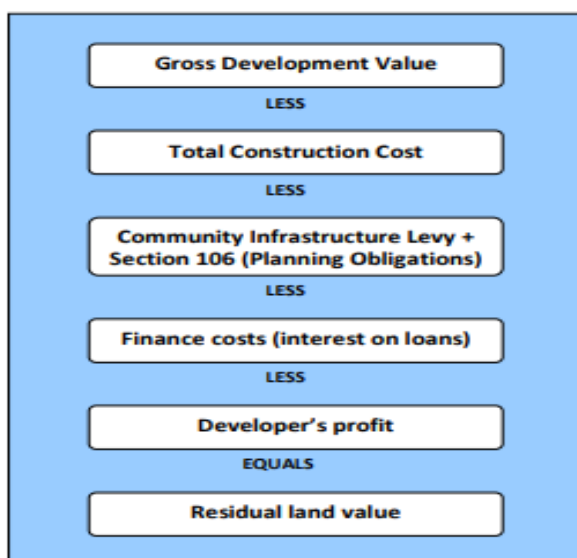 Gross Development Value
LESS
Total Construction Cost
LESS
Community Infrastructure Levy +
Section 106 (Planning Obligations)
LESS
Finance costs (interest on loans)
LESS
Developer's profit
EQUALS
Residual land value